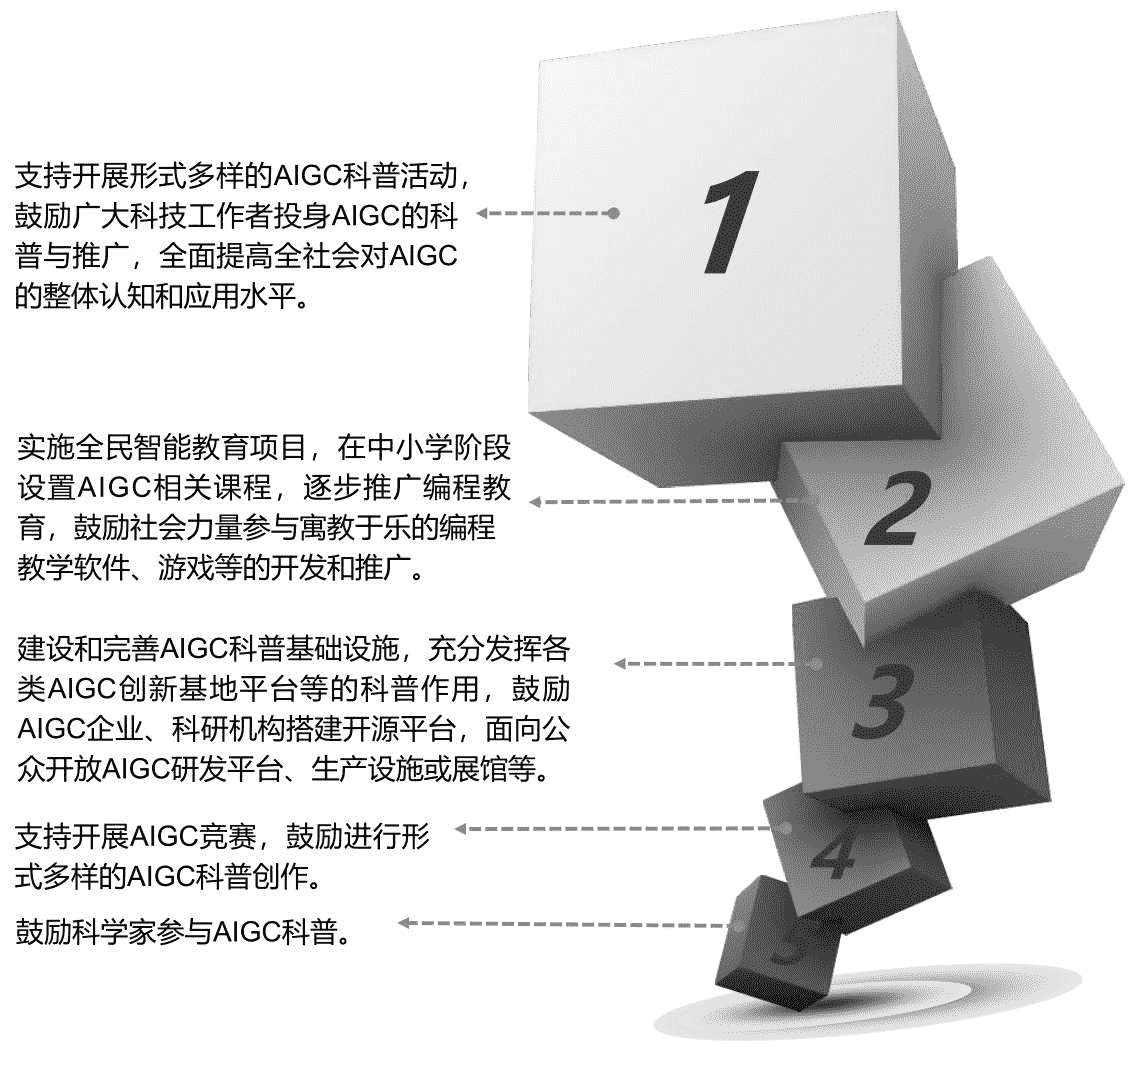 支持开展形式多样的AIGC科普活动，
鼓励广大科技工作者投身AIGC的科
普与推广，全面提高全社会对AIGC
的整体认知和应用水平。
1
实施全民智能教育项目，在中小学阶段
设置AIGC相关课程，逐步推广编程教
育，鼓励社会力量参与寓教于乐的编程
教学软件、游戏等的开发和推广。
2
建设和完善AIGC科普基础设施，充分发挥各
类AIGC创新基地平台等的科普作用，鼓励
AIGC企业、科研机构搭建开源平台，面向公
众开放AIGC研发平台、生产设施或展馆等。
3
支持开展AIGC竞赛，鼓励进行形
式多样的AIGC科普创作。
4
鼓励科学家参与AIGC科普。
5